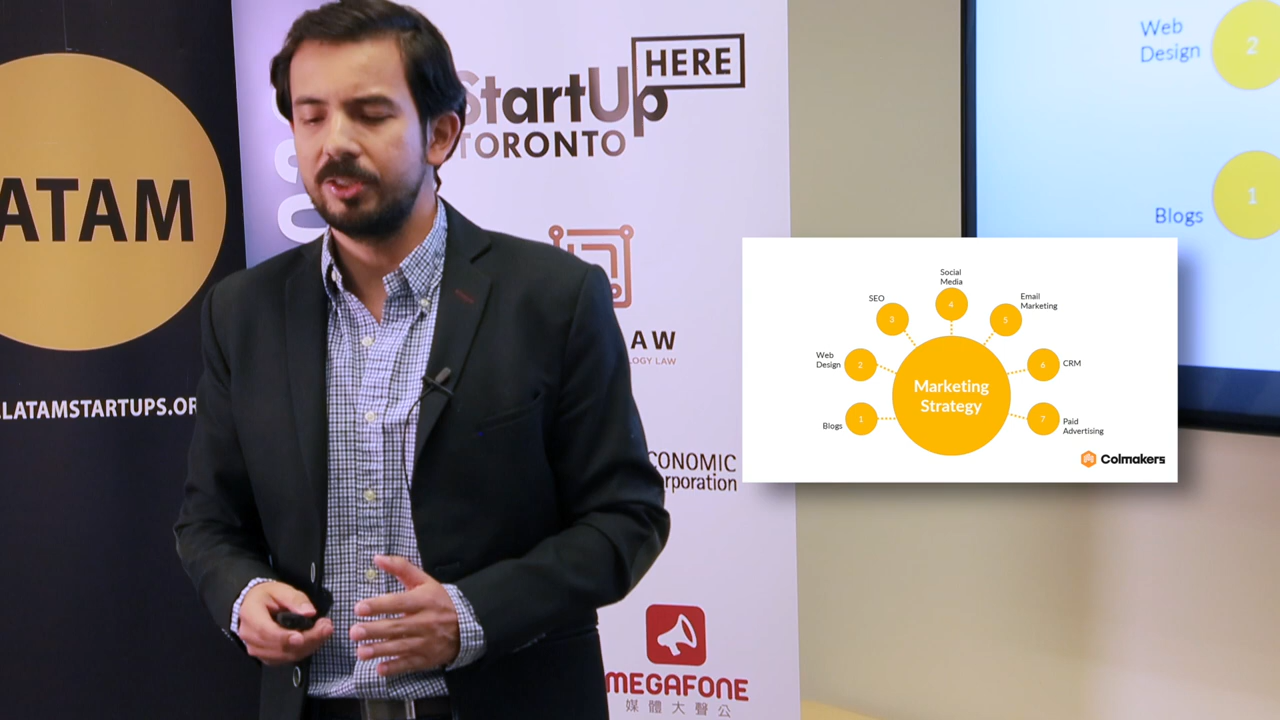 LATAM
LATAMSTARTUPS.OR
StartUp
HERE
TORONTO
AW
OGY LAW
CONOMIC
orporation
MEGAFONE
媒體大聲公
Web
Design
2
Blogs
1
Social
Media
4
SEO
3
Email
Marketing
5
Web
Design
2
CRM
6
Marketing
Strategy
Blogs
1
Paid
Advertising
7
Colmakers